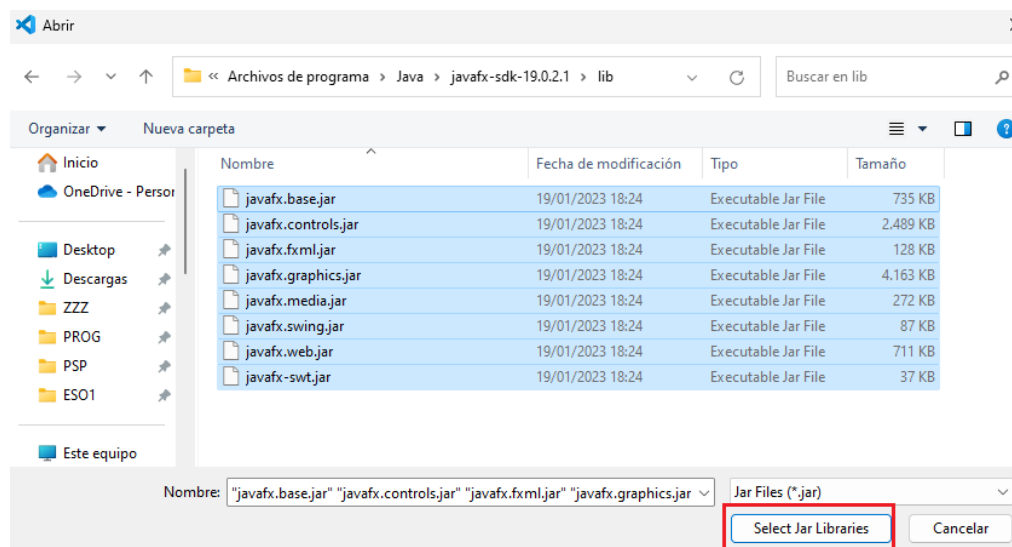 Abrir
« Archivos de programa > Java > javafx-sdk-19.0.2.1 > lib
Buscar en lib
Organizar Nueva carpeta
Inicio
OneDrive - Persor
Desktop
Descargas
ZZZ
PROG
PSP
ESO1
Este equipo
Nombre Fecha de modificación Tipo Tamaño
javafx.base.jar 19/01/2023 18:24 Executable Jar File 735 KB
javafx.controls.jar 19/01/2023 18:24 Executable Jar File 2.489 KB
javafx.fxml.jar 19/01/2023 18:24 Executable Jar File 128 KB
javafx.graphics.jar 19/01/2023 18:24 Executable Jar File 4.163 KB
javafx.media.jar 19/01/2023 18:24 Executable Jar File 272 KB
javafx.swing.jar 19/01/2023 18:24 Executable Jar File 87 KB
javafx.web.jar 19/01/2023 18:24 Executable Jar File 711 KB
javafx-swt.jar 19/01/2023 18:24 Executable Jar File 37 KB
Nombre: "javafx.base.jar" "javafx.controls.jar" "javafx.fxml.jar" "javafx.graphics.jar
Jar Files (*.jar)
Select Jar Libraries Cancelar